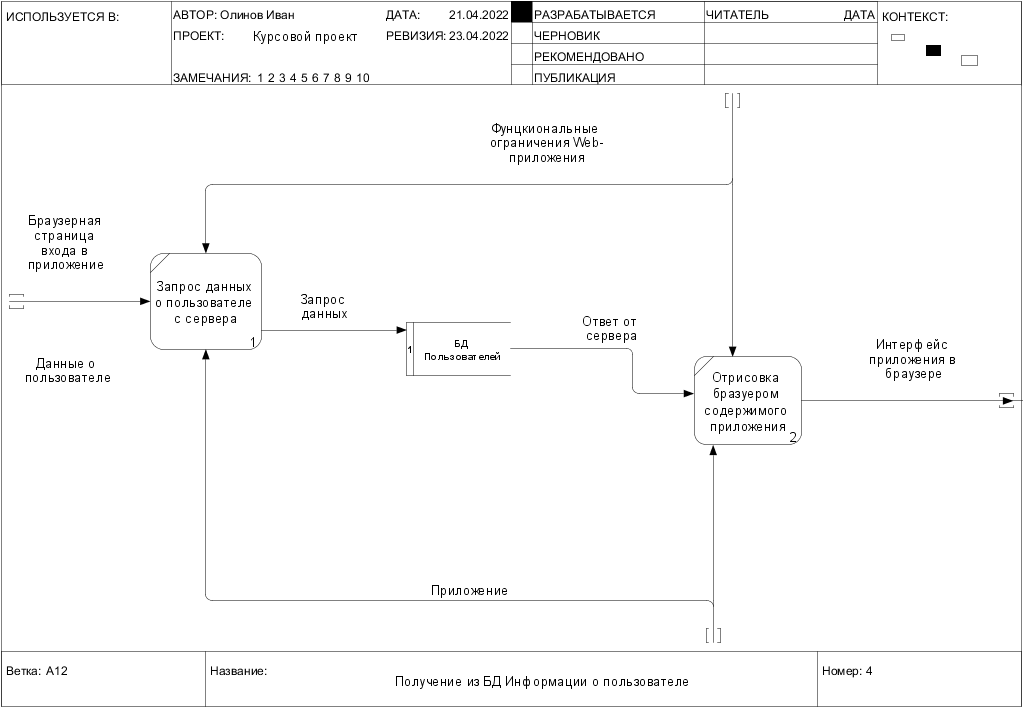 ИСПОЛЬЗУЕТСЯ В:
АВТОР: Олинов Иван
ДАТА: 21.04.2022
РАЗРАБАТЫВАЕТСЯ
ЧИТАТЕЛЬ
ДАТА
КОНТЕКСТ:
ПРОЕКТ: Курсовой проект
РЕВИЗИЯ: 23.04.2022
ЧЕРНОВИК
РЕКОМЕНДОВАНО
ЗАМЕЧАНИЯ: 1 2 3 4 5 6 7 8 9 10
ПУБЛИКАЦИЯ
Фунцкиональные
ограничения Web-
приложения
Браузерная
страница
входа в
приложение
Запрос данных
о пользователе
с сервера
1
Запрос
данных
Данные о
пользователе
1
БД
Пользователей
Ответ от
сервера
Отрисовка
бразуером
содержимого
приложения
2
Интерфейс
приложения в
браузере
Приложение
Ветка: A12
Название:
Получение из БД Информации о пользователе
Номер: 4